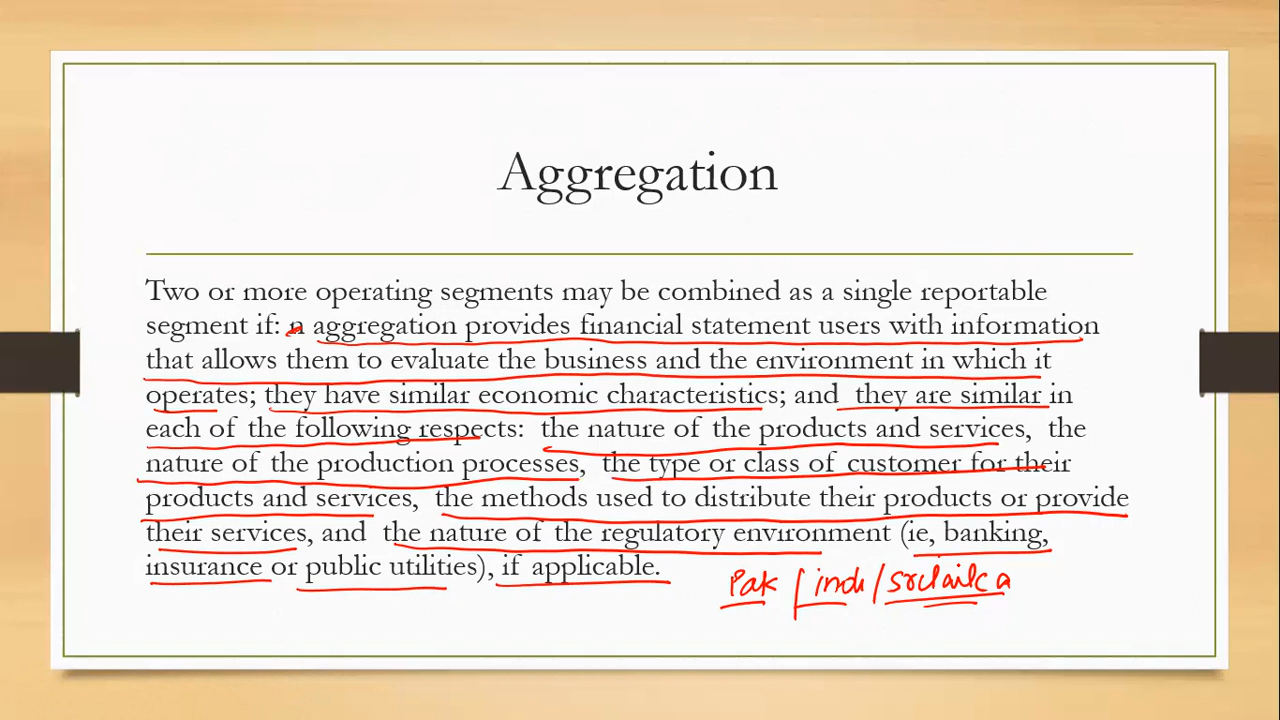 Aggregation
Two or more operating segments may be combined as a single reportable
segment if: n aggregation provides financial statement users with information
that allows them to evaluate the business and the environment in which it
operates; they have similar economic characteristics; and they are similar in
each of the following respects: the nature of the products and services, the
nature of the production processes, the type or class of customer for their
products and services, the methods used to distribute their products or provide
their services, and the nature of the regulatory environment (ie, banking,
insurance or public utilities), if applicable.
Pak /